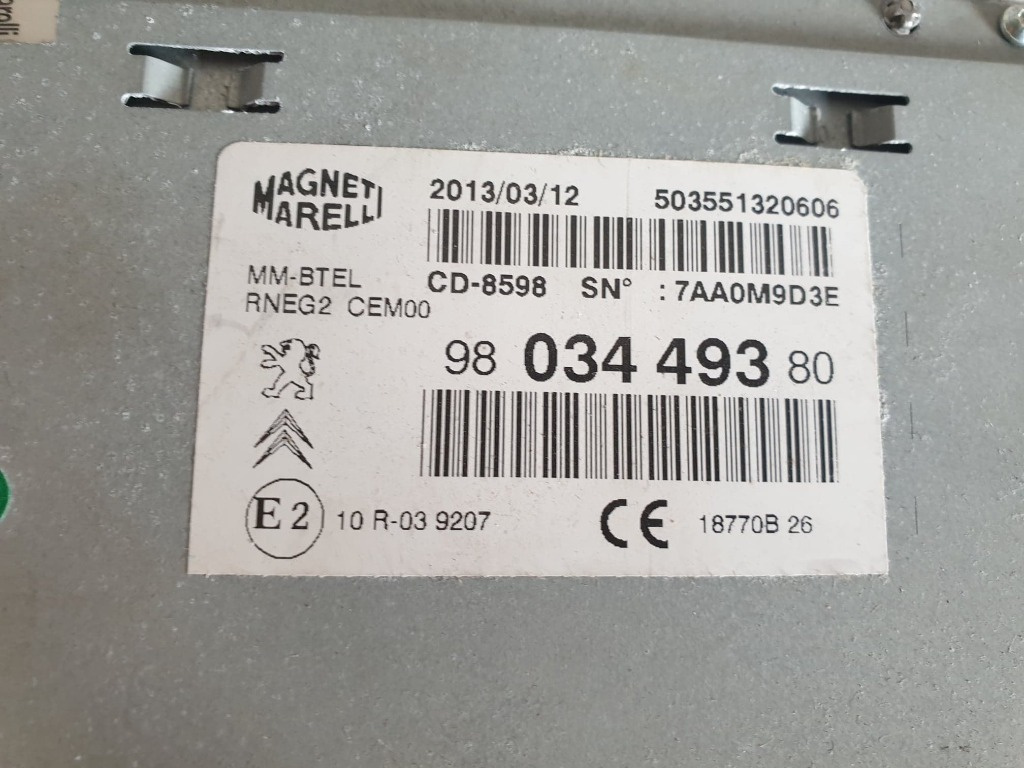 MAGNETI
MARELLI
2013/03/12 503551320606
MM-BTEL
RNEG2 CEM00
CD-8598 SN° : 7AA0M9D3E
98 034 493 80
E2 10 R-03 9207
CE 18770B 26